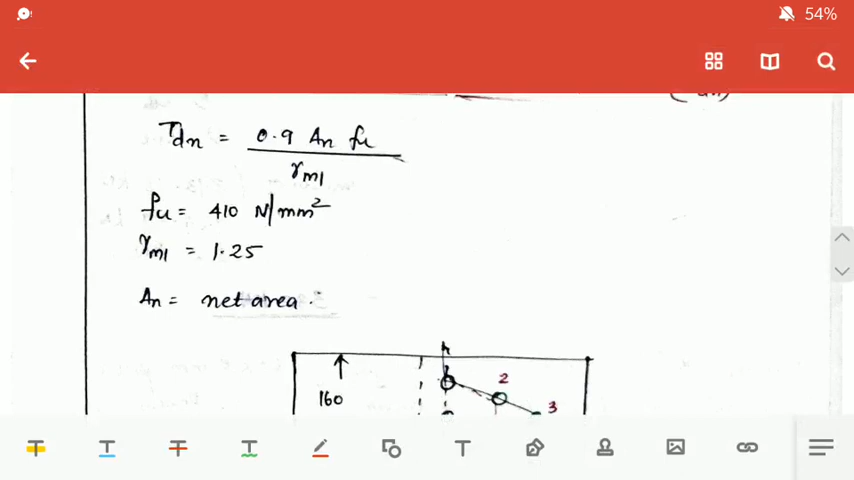 54%
Tdn = 0.9 An fu
γm1
fu = 410 N/mm²
γm1 = 1.25
An = net area.
2
160
3